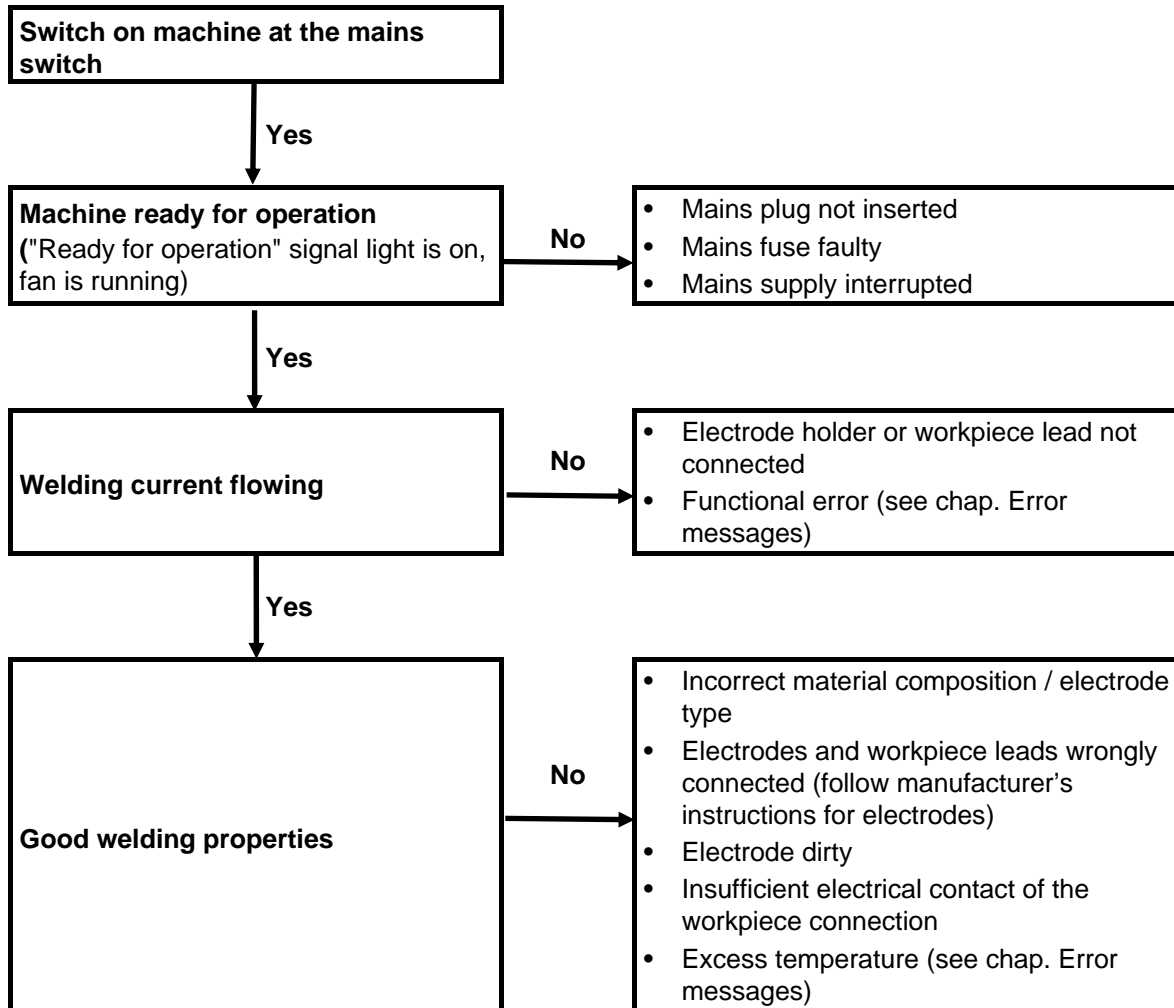 Switch on machine at the mains
switch
Yes
Machine ready for operation
("Ready for operation" signal light is on,
fan is running)
No
• Mains plug not inserted
• Mains fuse faulty
• Mains supply interrupted
Yes
Welding current flowing
No
• Electrode holder or workpiece lead not
connected
• Functional error (see chap. Error
messages)
Yes
Good welding properties
No
• Incorrect material composition / electrode
type
• Electrodes and workpiece leads wrongly
connected (follow manufacturer’s
instructions for electrodes)
• Electrode dirty
• Insufficient electrical contact of the
workpiece connection
• Excess temperature (see chap. Error
messages)